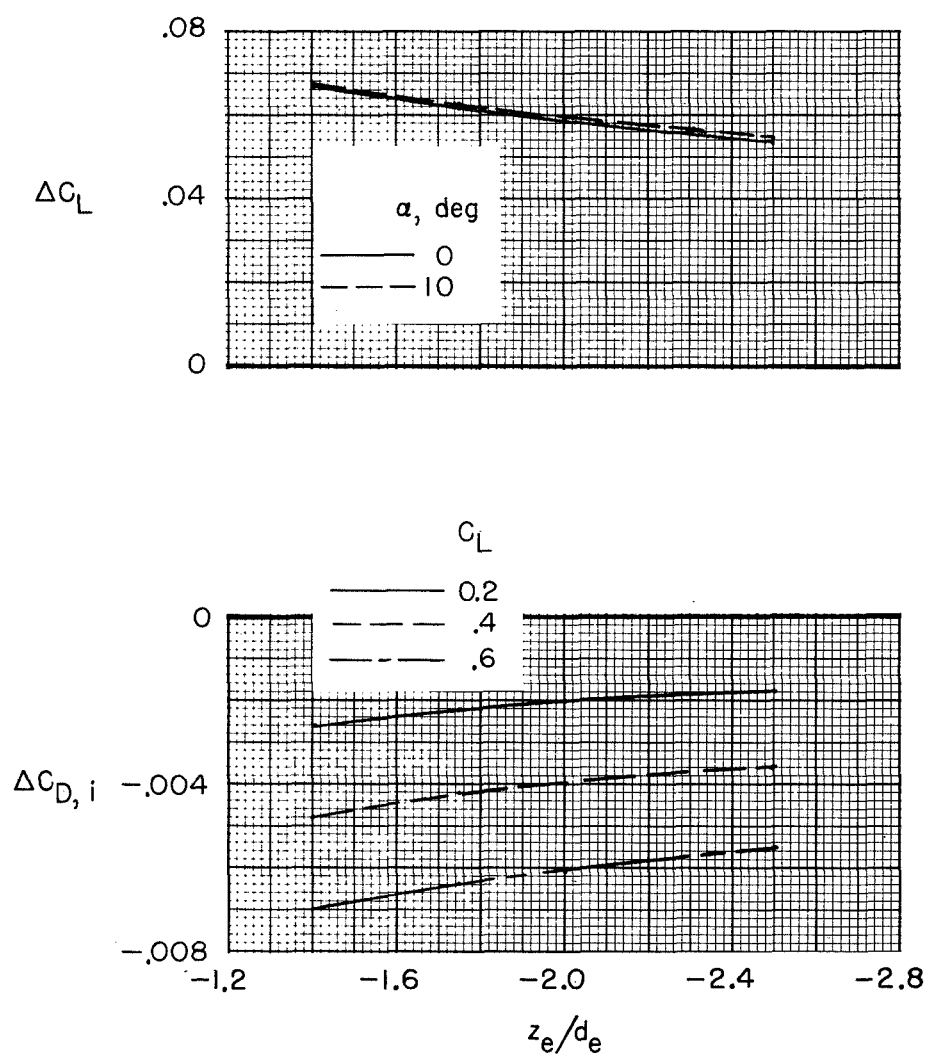 .08
ΔC_L
.04
0
α, deg
0
10
C_L
0.2
.4
.6
0
ΔC_D, i
-.004
-.008
-1.2 -1.6 -2.0 -2.4 -2.8
z_e/d_e